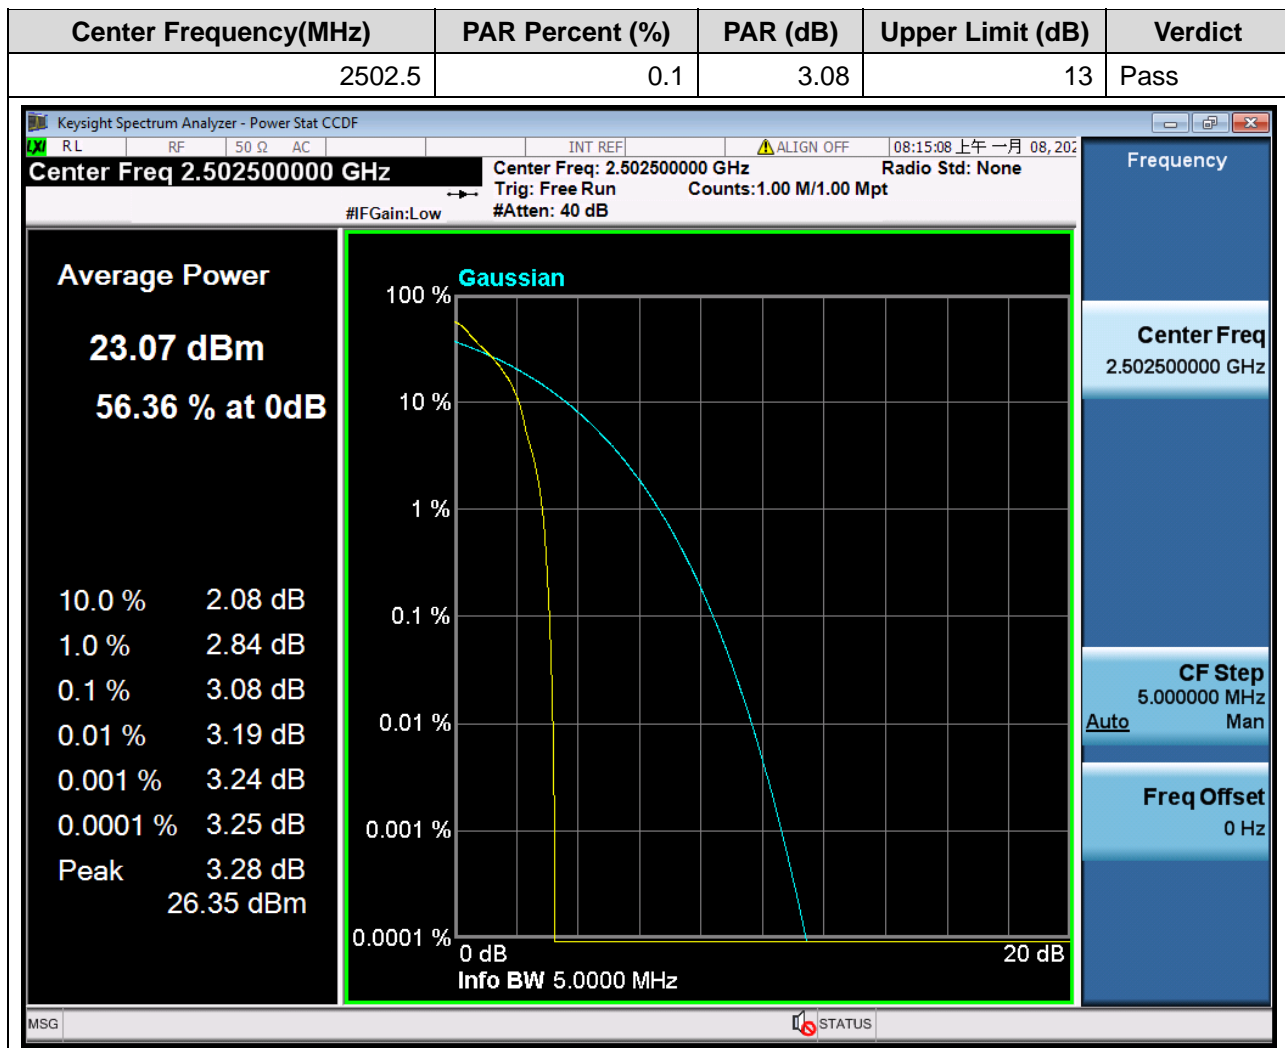 Center Frequency(MHz) PAR Percent (%) PAR (dB) Upper Limit (dB) Verdict
2502.5 0.1 3.08 13 Pass
Keysight Spectrum Analyzer - Power Stat CCDF
LXI RL RF 50 Ω AC INT REF ALIGN OFF 08:15:08 上午 一月 08, 202
Center Freq 2.502500000 GHz
Center Freq: 2.502500000 GHz Radio Std: None
Trig: Free Run Counts:1.00 M/1.00 Mpt
#IFGain:Low #Atten: 40 dB
Average Power
23.07 dBm
56.36 % at 0dB
10.0 % 2.08 dB
1.0 % 2.84 dB
0.1 % 3.08 dB
0.01 % 3.19 dB
0.001 % 3.24 dB
0.0001 % 3.25 dB
Peak 3.28 dB
26.35 dBm
Gaussian
100 %
10 %
1 %
0.1 %
0.01 %
0.001 %
0.0001 %
0 dB 20 dB
Info BW 5.0000 MHz
Frequency
Center Freq
2.502500000 GHz
CF Step
5.000000 MHz
Auto Man
Freq Offset
0 Hz
MSG STATUS